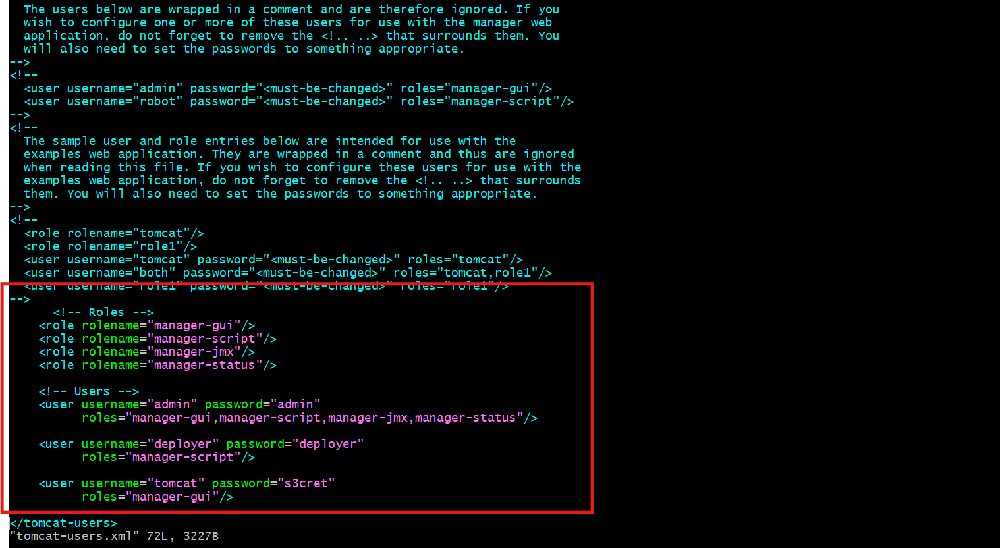 The users below are wrapped in a comment and are therefore ignored. If you
wish to configure one or more of these users for use with the manager web
application, do not forget to remove the <!.. ..> that surrounds them. You
will also need to set the passwords to something appropriate.
-->
<!--
<user username="admin" password="<must-be-changed>" roles="manager-gui"/>
<user username="robot" password="<must-be-changed>" roles="manager-script"/>
-->
<!--
The sample user and role entries below are intended for use with the
examples web application. They are wrapped in a comment and thus are ignored
when reading this file. If you wish to configure these users for use with the
examples web application, do not forget to remove the <!.. ..> that surrounds
them. You will also need to set the passwords to something appropriate.
-->
<!--
<role rolename="tomcat"/>
<role rolename="role1"/>
<user username="tomcat" password="<must-be-changed>" roles="tomcat"/>
<user username="both" password="<must-be-changed>" roles="tomcat,role1"/>
<user username="role1" password="<must-be-changed>" roles="role1"/>
-->
<!-- Roles -->
<role rolename="manager-gui"/>
<role rolename="manager-script"/>
<role rolename="manager-jmx"/>
<role rolename="manager-status"/>
<!-- Users -->
<user username="admin" password="admin"
roles="manager-gui,manager-script,manager-jmx,manager-status"/>
<user username="deployer" password="deployer"
roles="manager-script"/>
<user username="tomcat" password="s3cret"
roles="manager-gui"/>
</tomcat-users>
"tomcat-users.xml" 72L, 3227B